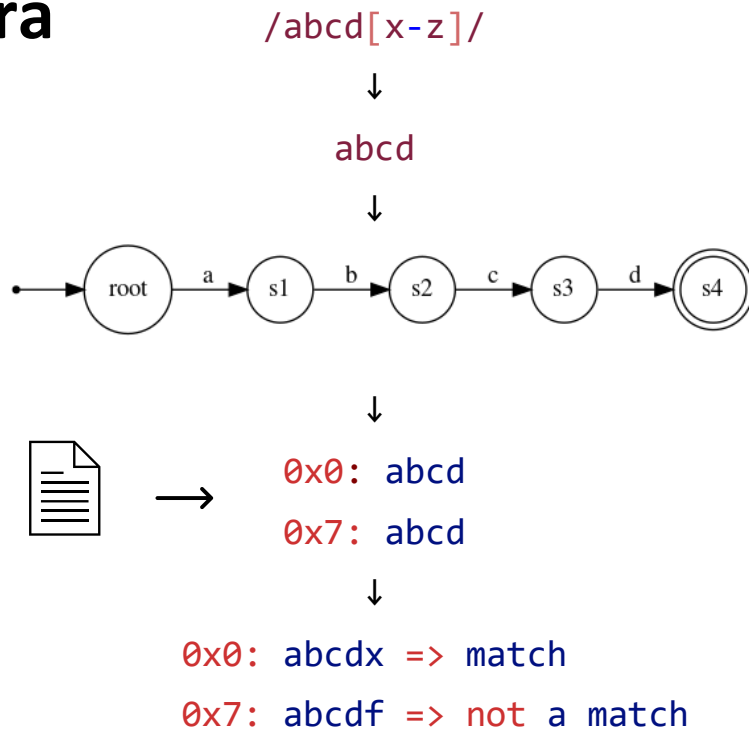 ra
/abcd[x-z]/
↓
abcd
↓
root a s1 b s2 c s3 d s4
↓
→ 0x0: abcd
0x7: abcd
↓
0x0: abcdx => match
0x7: abcdf => not a match